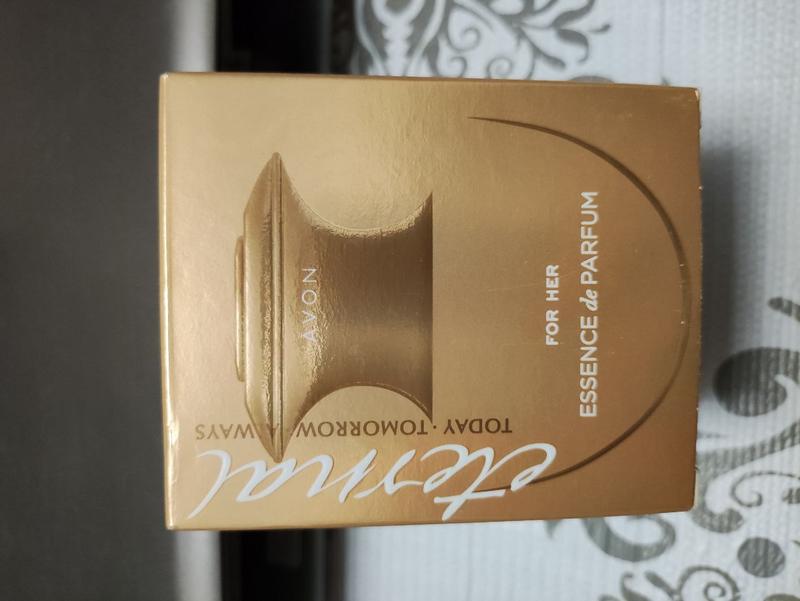 AVON
TODAY · TOMORROW · ALWAYS
eternal
FOR HER
ESSENCE de PARFUM